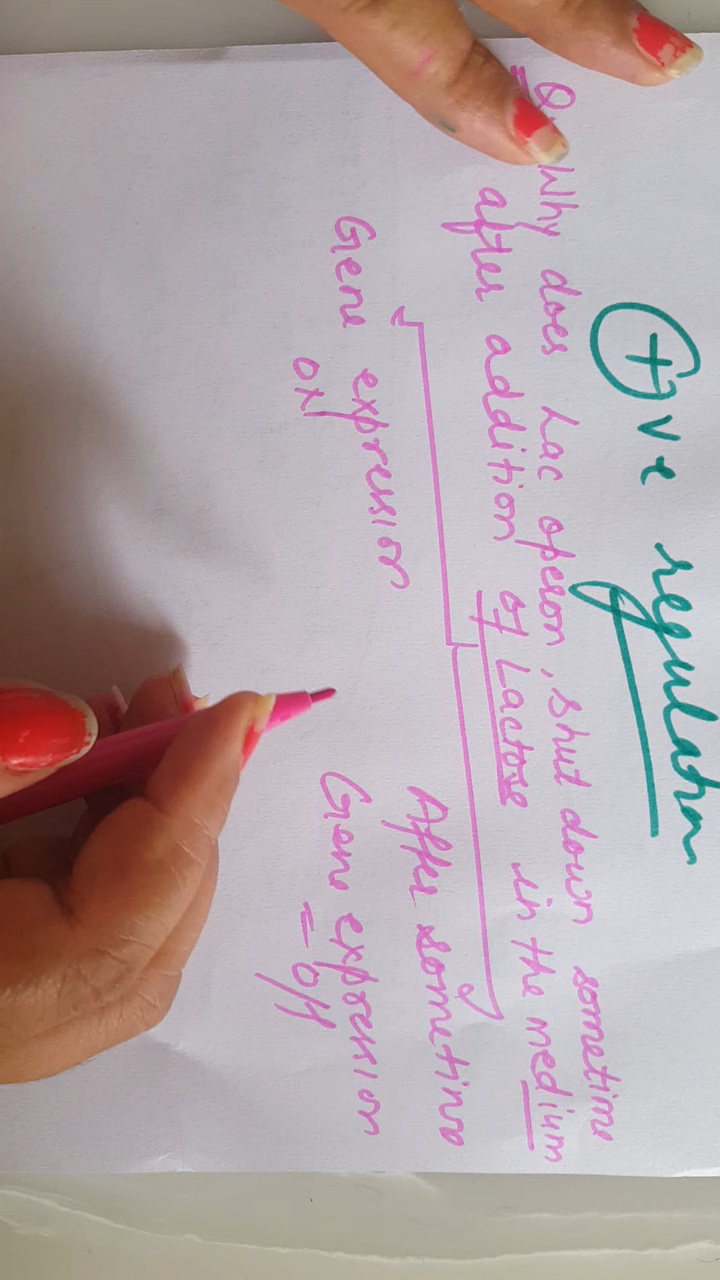 (+)ve regulation
Q. Why does Lac operon, shut down sometime
after addition of Lactose in the medium
Gene expression
ON
After sometime
Gene expression
= Off